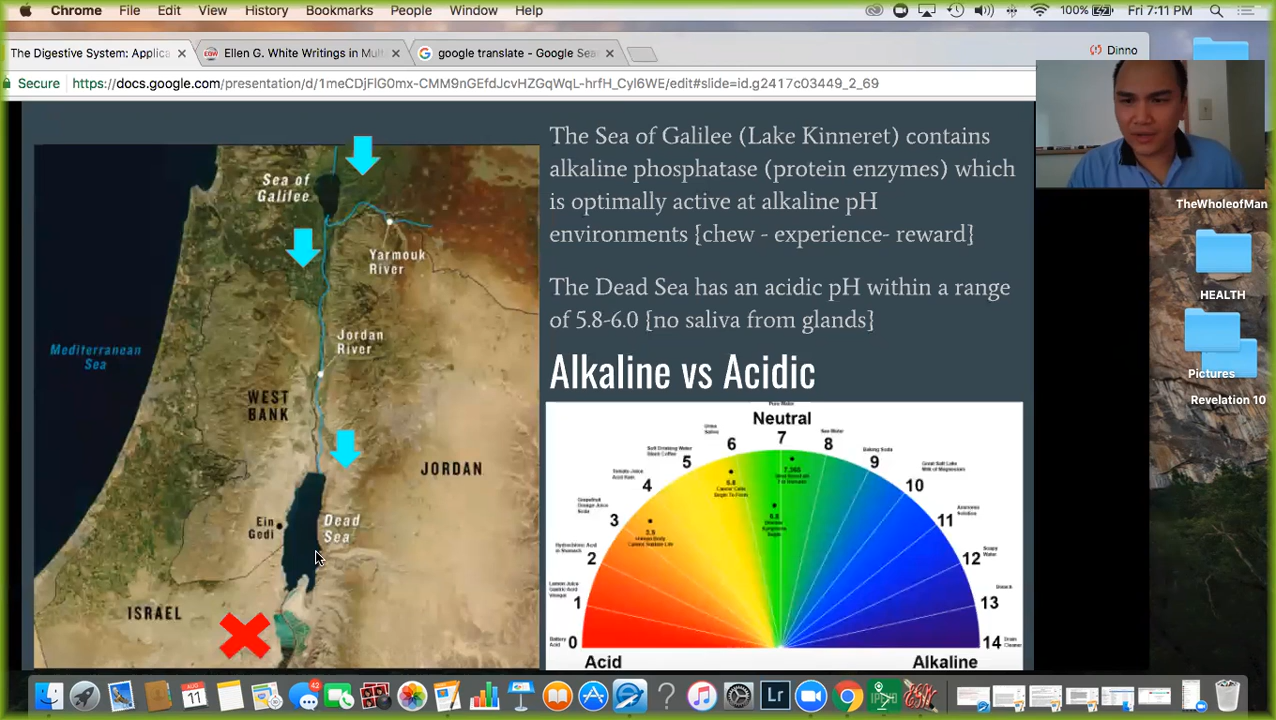 Chrome File Edit View History Bookmarks People Window Help 100% Fri 7:11 PM
The Digestive System: Applica Ellen G. White Writings in Mult google translate - Google Sea Dinno
Secure https://docs.google.com/presentation/d/1meCDjFlG0mx-CMM9nGEfdJcvHZGqWqL-hrfH_Cyl6WE/edit#slide=id.g2417c03449_2_69
The Sea of Galilee (Lake Kinneret) contains
alkaline phosphatase (protein enzymes) which
is optimally active at alkaline pH
environments {chew - experience- reward}
The Dead Sea has an acidic pH within a range
of 5.8-6.0 {no saliva from glands}
Alkaline vs Acidic
Sea of
Galilee
Yarmouk
River
Jordan
River
Mediterranean
Sea
WEST
BANK
JORDAN
Ein
Gedi
Dead
Sea
ISRAEL
Neutral
0
1
2
3
4
5
6
7
8
9
10
11
12
13
14
Acid
Alkaline
TheWholeofMan
HEALTH
Pictures
Revelation 10
AUG
11
42